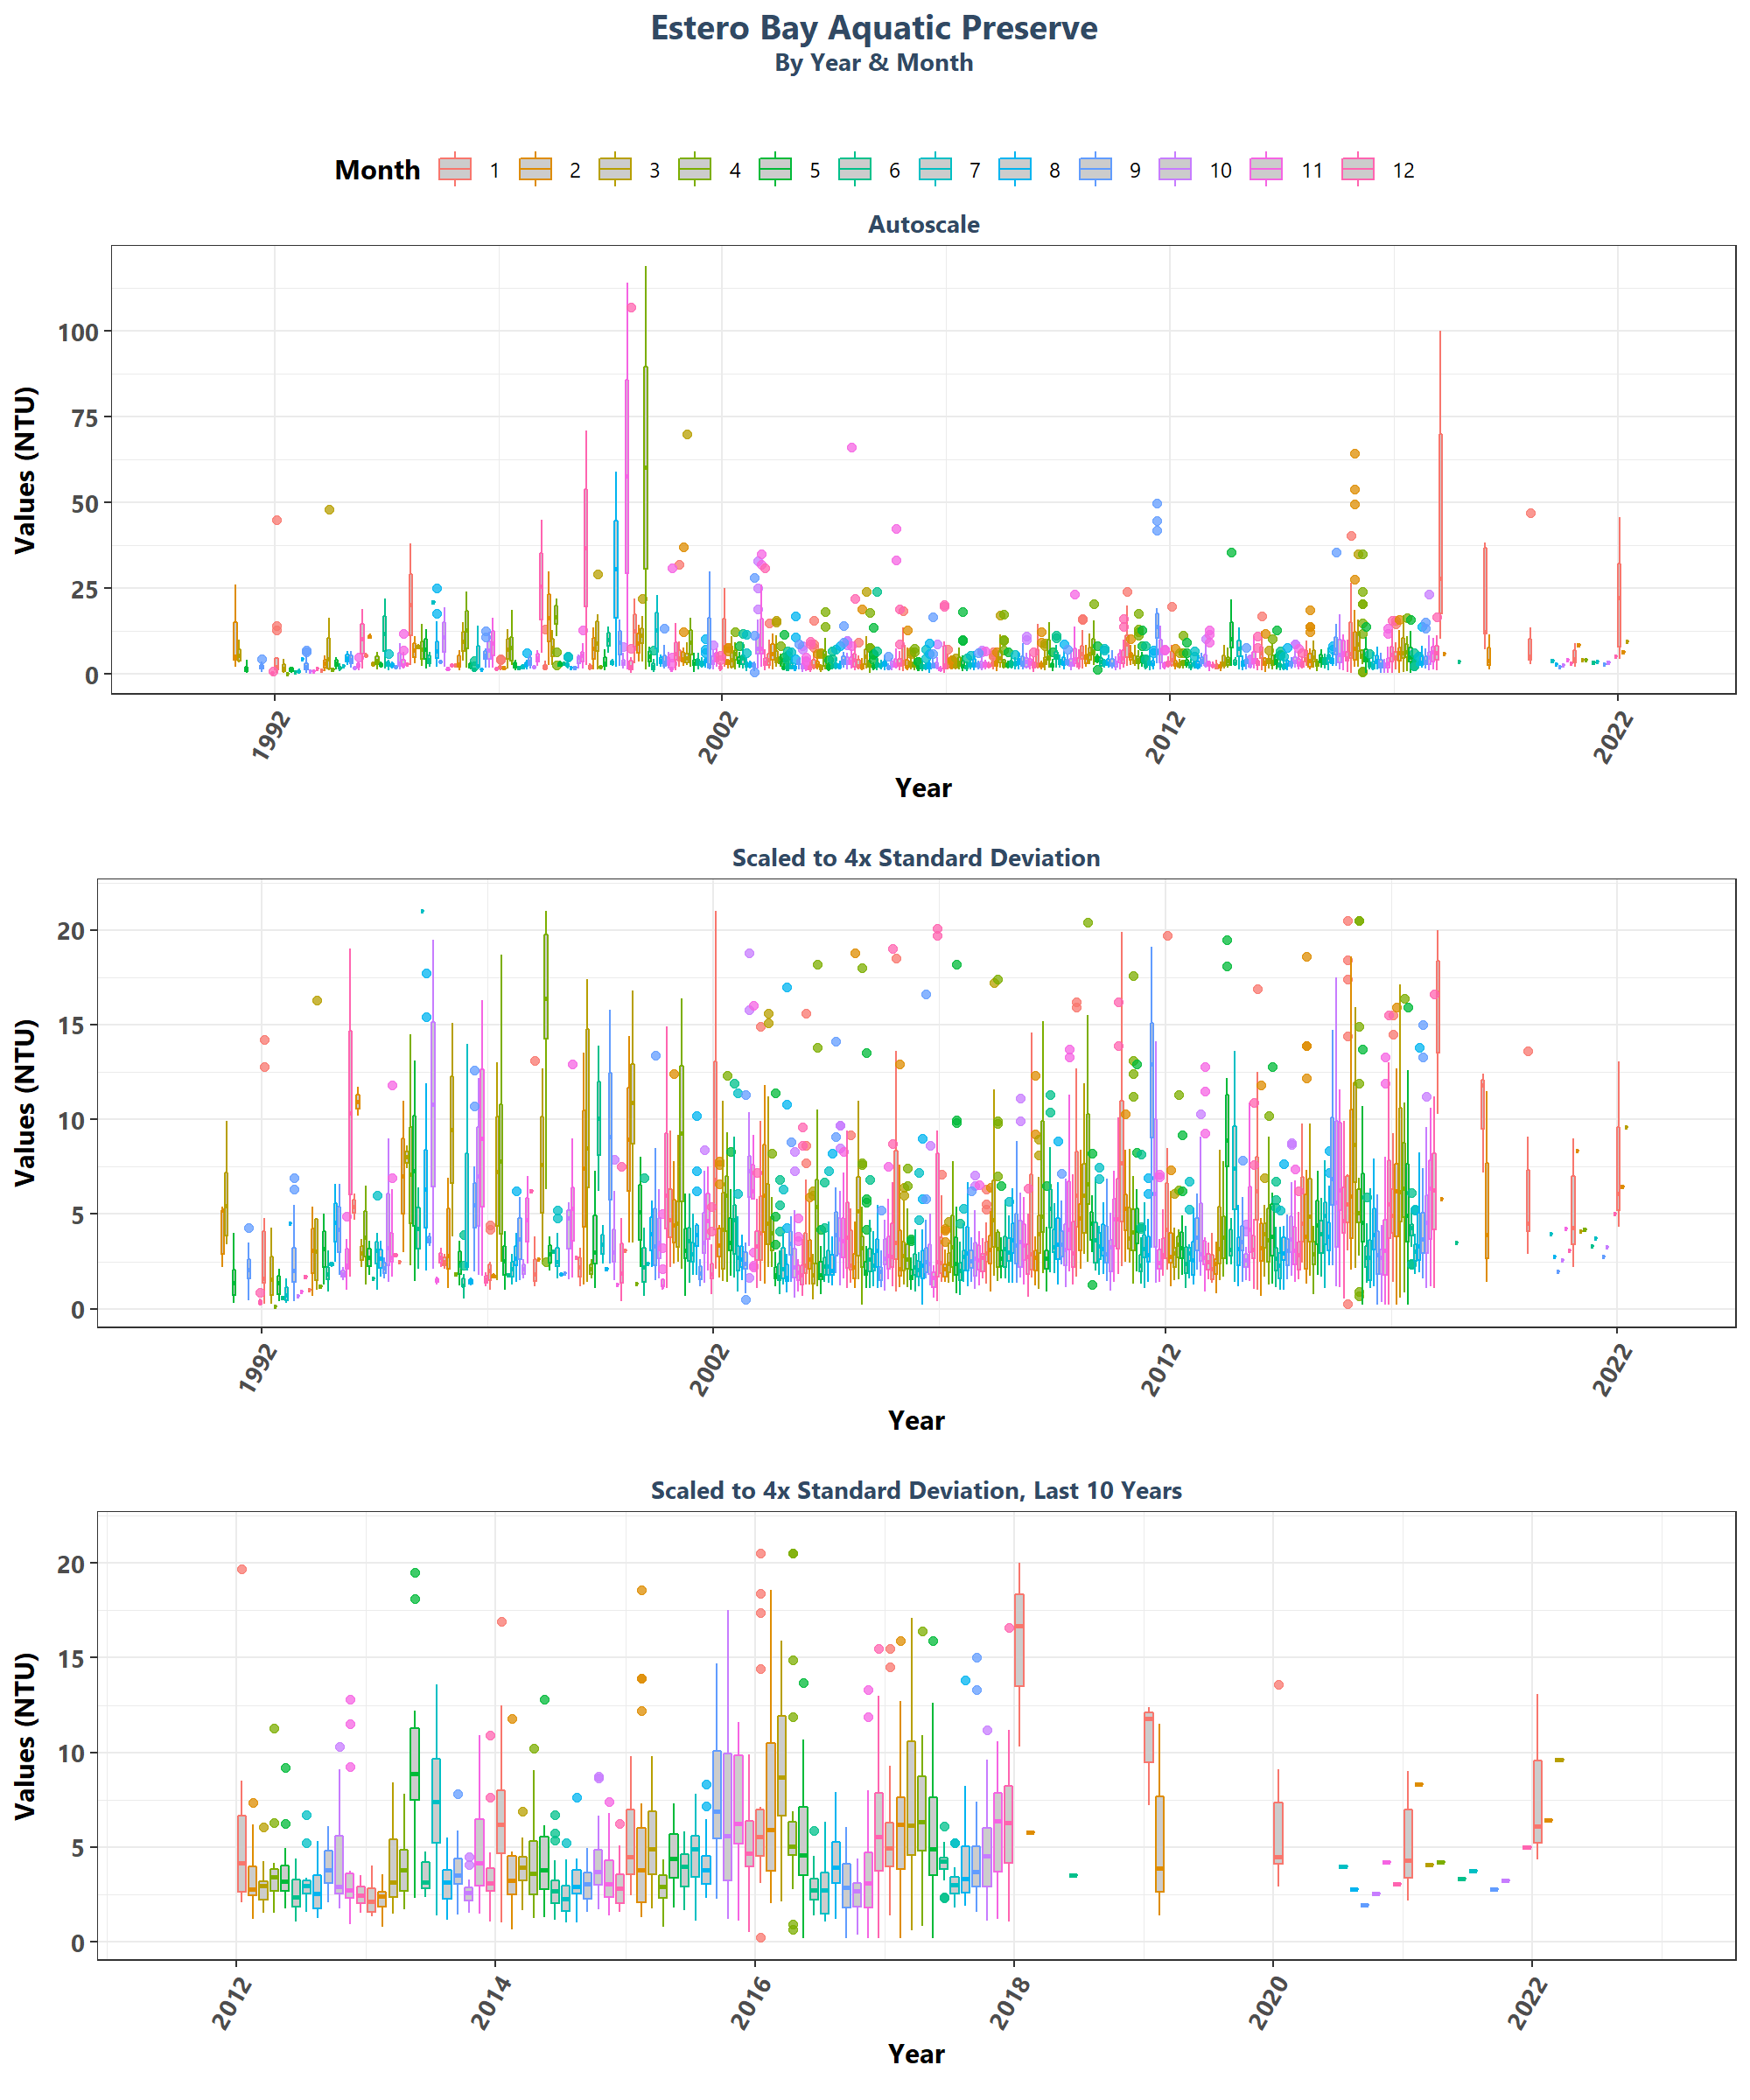 Estero Bay Aquatic Preserve
By Year & Month
Month 1 2 3 4 5 6 7 8 9 10 11 12
Autoscale
Values (NTU)
100
75
50
25
0
1992 2002 2012 2022
Year
Scaled to 4x Standard Deviation
Values (NTU)
20
15
10
5
0
1992 2002 2012 2022
Year
Scaled to 4x Standard Deviation, Last 10 Years
Values (NTU)
20
15
10
5
0
2012 2014 2016 2018 2020 2022
Year